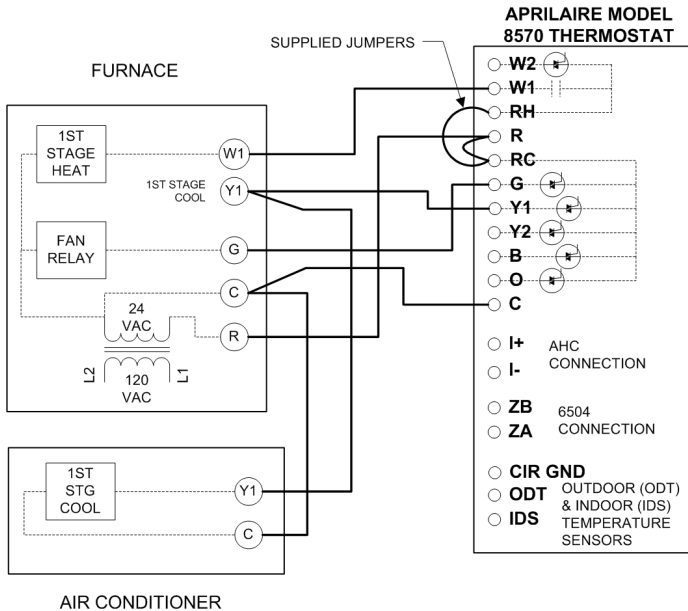 APRILAIRE MODEL
8570 THERMOSTAT
SUPPLIED JUMPERS
FURNACE
1ST
STAGE
HEAT
W1
1ST STAGE
COOL
Y1
FAN
RELAY
G
C
24
VAC
R
L2
L1
120
VAC
W2
W1
RH
R
RC
G
Y1
Y2
B
O
C
I+
I-
AHC
CONNECTION
ZB
ZA
6504
CONNECTION
CIR GND
ODT
IDS
OUTDOOR (ODT)
& INDOOR (IDS)
TEMPERATURE
SENSORS
1ST
STG
COOL
Y1
C
AIR CONDITIONER